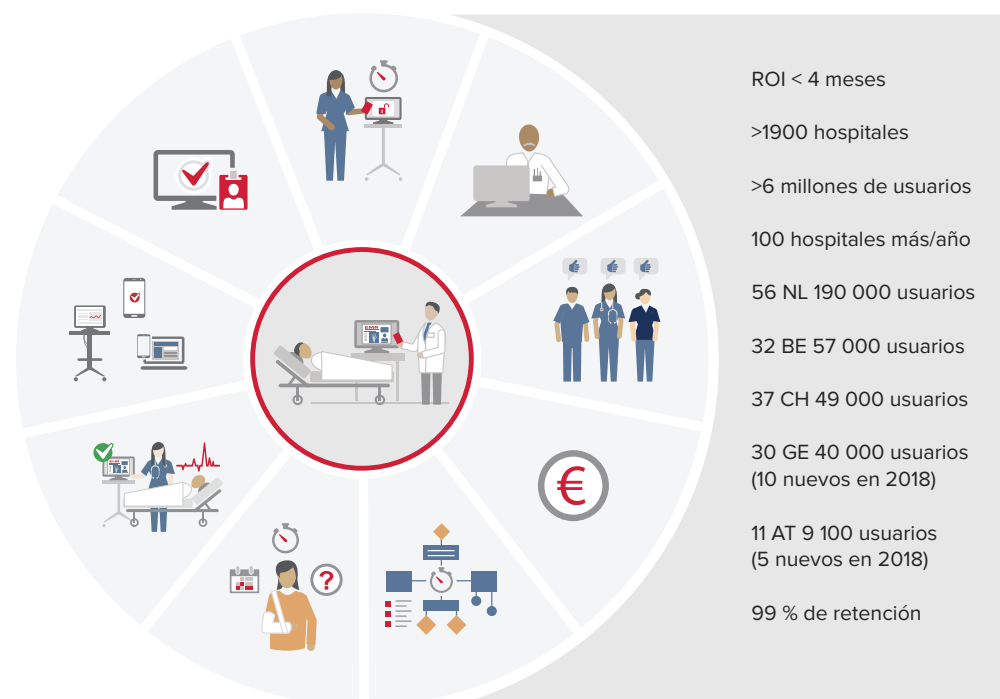 EMR
€
?
ROI < 4 meses
>1900 hospitales
>6 millones de usuarios
100 hospitales más/año
56 NL 190 000 usuarios
32 BE 57 000 usuarios
37 CH 49 000 usuarios
30 GE 40 000 usuarios
(10 nuevos en 2018)
11 AT 9 100 usuarios
(5 nuevos en 2018)
99 % de retención